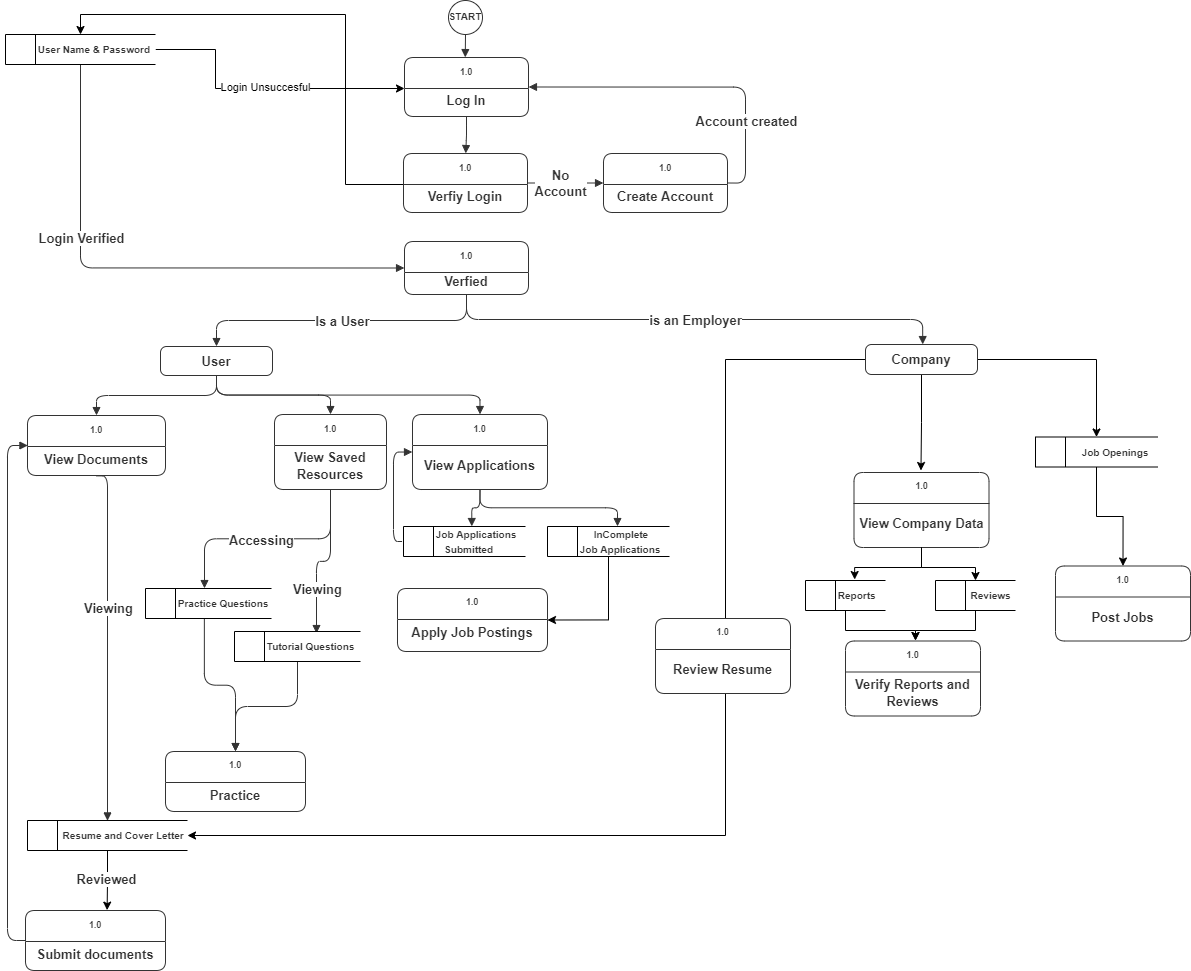 START
User Name & Password
1.0
Login Unsuccesful
Log In
Account created
1.0
No
Account
1.0
Verfiy Login
Create Account
Login Verified
1.0
Verfied
Is a User
is an Employer
User
Company
1.0
View Documents
1.0
View Saved
Resources
1.0
View Applications
Job Openings
1.0
View Company Data
Job Applications
Submitted
InComplete
Job Applications
Accessing
Viewing
Viewing
Practice Questions
Tutorial Questions
1.0
Apply Job Postings
Reports
Reviews
1.0
Post Jobs
1.0
Review Resume
1.0
Verify Reports and
Reviews
1.0
Practice
Resume and Cover Letter
Reviewed
1.0
Submit documents